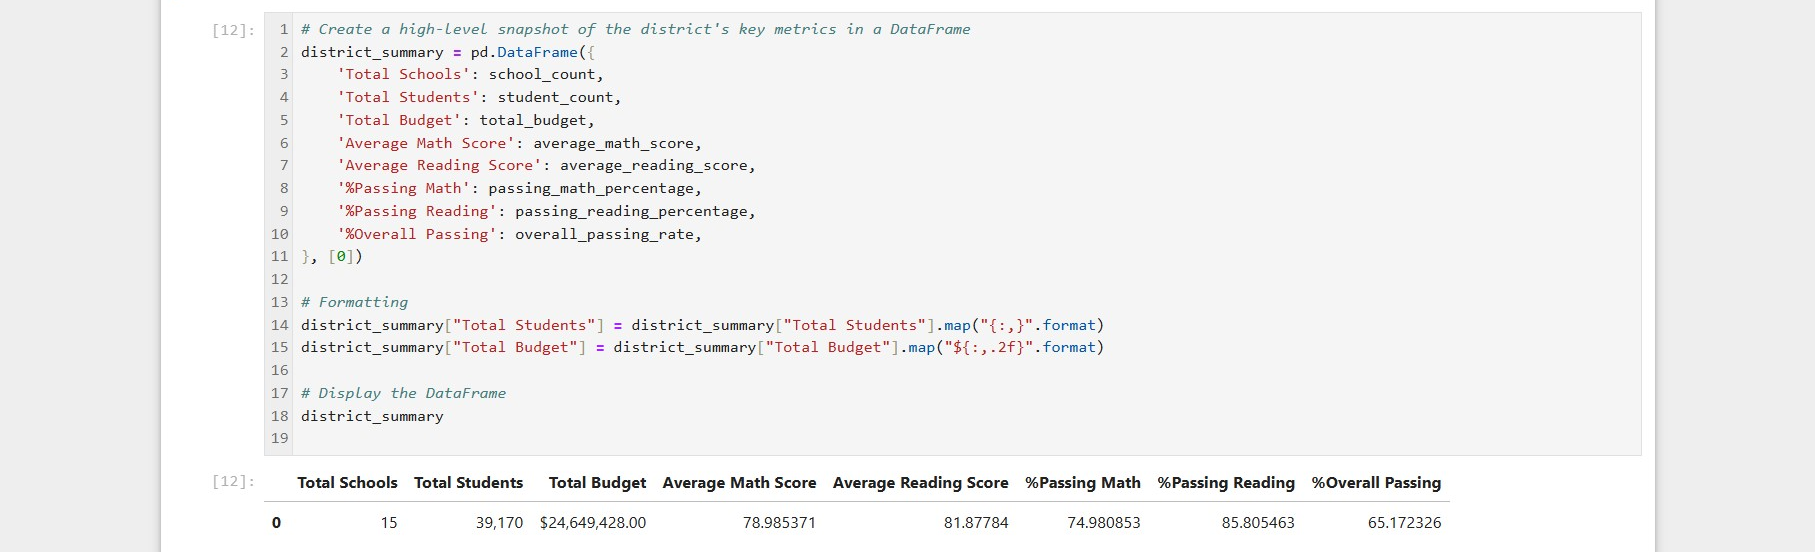 [12]:
1 # Create a high-level snapshot of the district's key metrics in a DataFrame
2 district_summary = pd.DataFrame({
3     'Total Schools': school_count,
4     'Total Students': student_count,
5     'Total Budget': total_budget,
6     'Average Math Score': average_math_score,
7     'Average Reading Score': average_reading_score,
8     '%Passing Math': passing_math_percentage,
9     '%Passing Reading': passing_reading_percentage,
10     '%Overall Passing': overall_passing_rate,
11 }, [0])
12
13 # Formatting
14 district_summary["Total Students"] = district_summary["Total Students"].map("{:,}".format)
15 district_summary["Total Budget"] = district_summary["Total Budget"].map("${:,.2f}".format)
16
17 # Display the DataFrame
18 district_summary
19
[12]: Total Schools Total Students Total Budget Average Math Score Average Reading Score %Passing Math %Passing Reading %Overall Passing
0 15 39,170 $24,649,428.00 78.985371 81.87784 74.980853 85.805463 65.172326